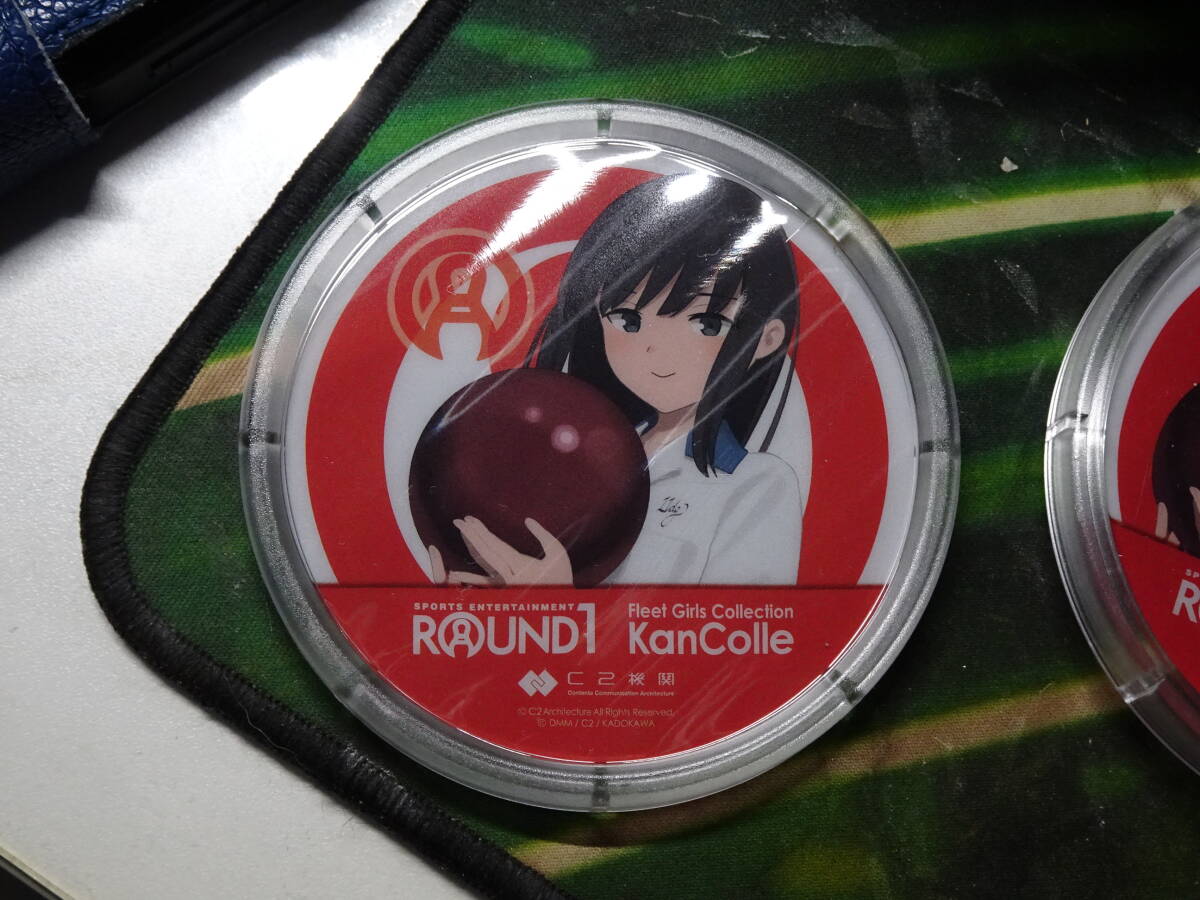 SPORTS ENTERTAINMENT
ROUND1
Fleet Girls Collection
KanColle
C2機関
Contents Communication Architecture
© C2 Architecture All Rights Reserved.
© DMM / C2 / KADOKAWA
SP
R